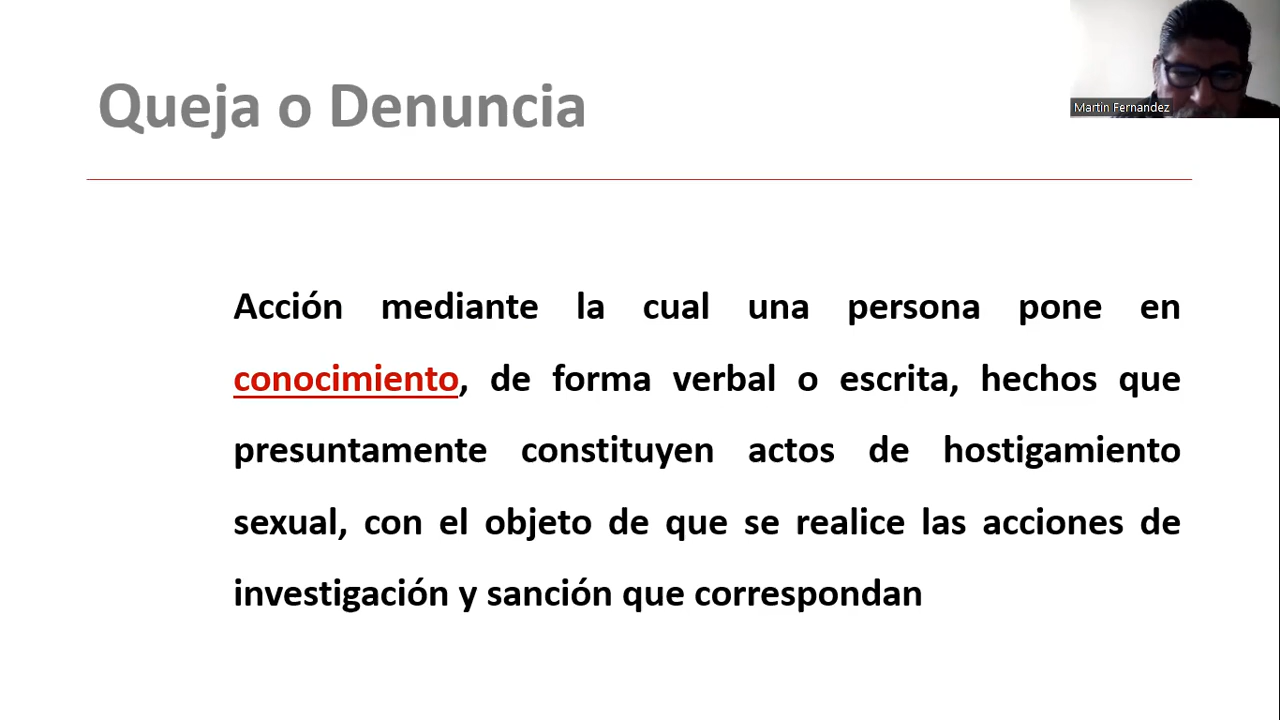 Queja o Denuncia
Martin Fernandez
Acción mediante la cual una persona pone en
conocimiento, de forma verbal o escrita, hechos que
presuntamente constituyen actos de hostigamiento
sexual, con el objeto de que se realice las acciones de
investigación y sanción que correspondan